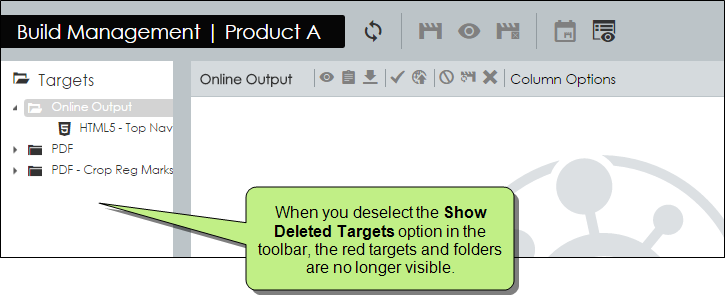 Build Management | Product A
Targets
Online Output
HTML5 - Top Nav
PDF
PDF - Crop Reg Marks
Online Output
Column Options
When you deselect the Show
Deleted Targets option in the
toolbar, the red targets and folders
are no longer visible.